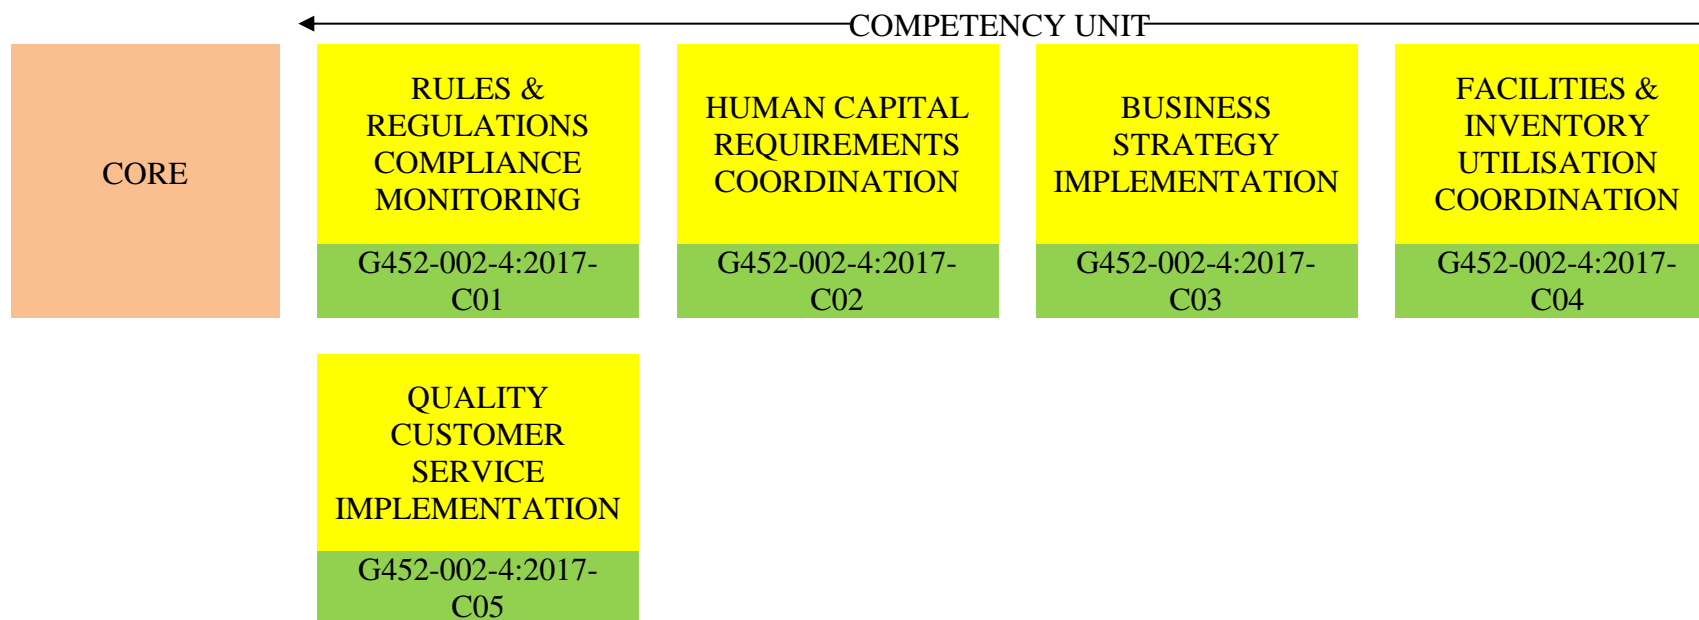 COMPETENCY UNIT
CORE
RULES &
REGULATIONS
COMPLIANCE
MONITORING
G452-002-4:2017-
C01
HUMAN CAPITAL
REQUIREMENTS
COORDINATION
G452-002-4:2017-
C02
BUSINESS
STRATEGY
IMPLEMENTATION
G452-002-4:2017-
C03
FACILITIES &
INVENTORY
UTILISATION
COORDINATION
G452-002-4:2017-
C04
QUALITY
CUSTOMER
SERVICE
IMPLEMENTATION
G452-002-4:2017-
C05